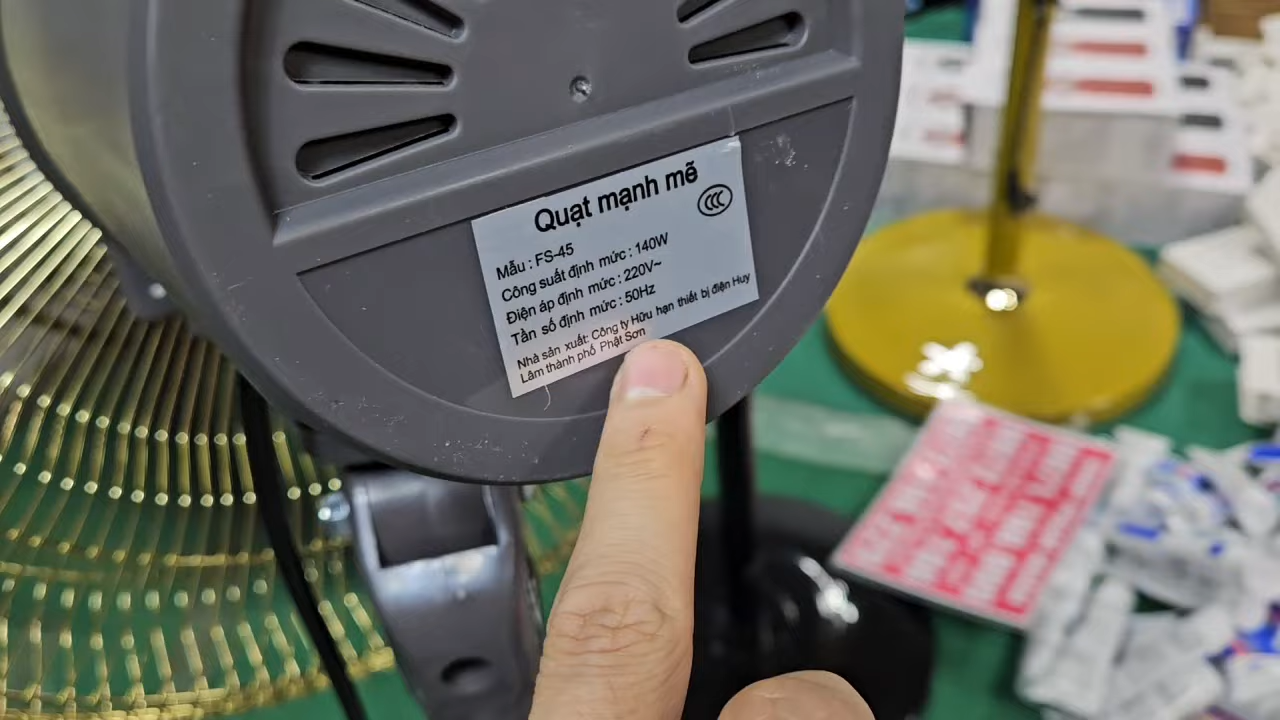 Quạt mạnh mẽ
CCC
Mẫu : FS-45
Công suất định mức : 140W
Điện áp định mức : 220V~
Tần số định mức : 50Hz
Nhà sản xuất: Công ty Hữu hạn thiết bị điện Huy
Lâm thành phố Phật Sơn